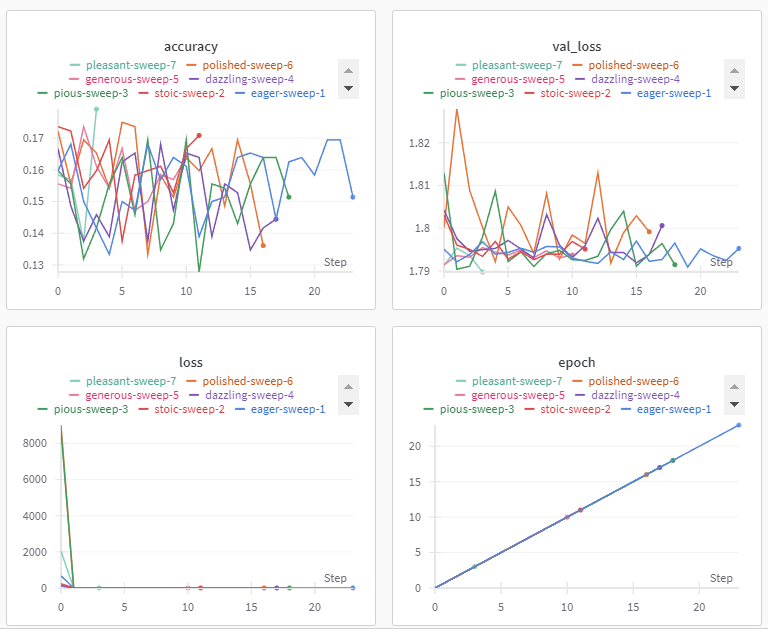 accuracy
pleasant-sweep-7 polished-sweep-6
generous-sweep-5 dazzling-sweep-4
pious-sweep-3 stoic-sweep-2 eager-sweep-1
0.17
0.16
0.15
0.14
0.13
Step
0 5 10 15 20
val_loss
pleasant-sweep-7 polished-sweep-6
generous-sweep-5 dazzling-sweep-4
pious-sweep-3 stoic-sweep-2 eager-sweep-1
1.82
1.81
1.8
1.79
Step
0 5 10 15 20
loss
pleasant-sweep-7 polished-sweep-6
generous-sweep-5 dazzling-sweep-4
pious-sweep-3 stoic-sweep-2 eager-sweep-1
8000
6000
4000
2000
0
Step
0 5 10 15 20
epoch
pleasant-sweep-7 polished-sweep-6
generous-sweep-5 dazzling-sweep-4
pious-sweep-3 stoic-sweep-2 eager-sweep-1
20
15
10
5
0
Step
0 5 10 15 20